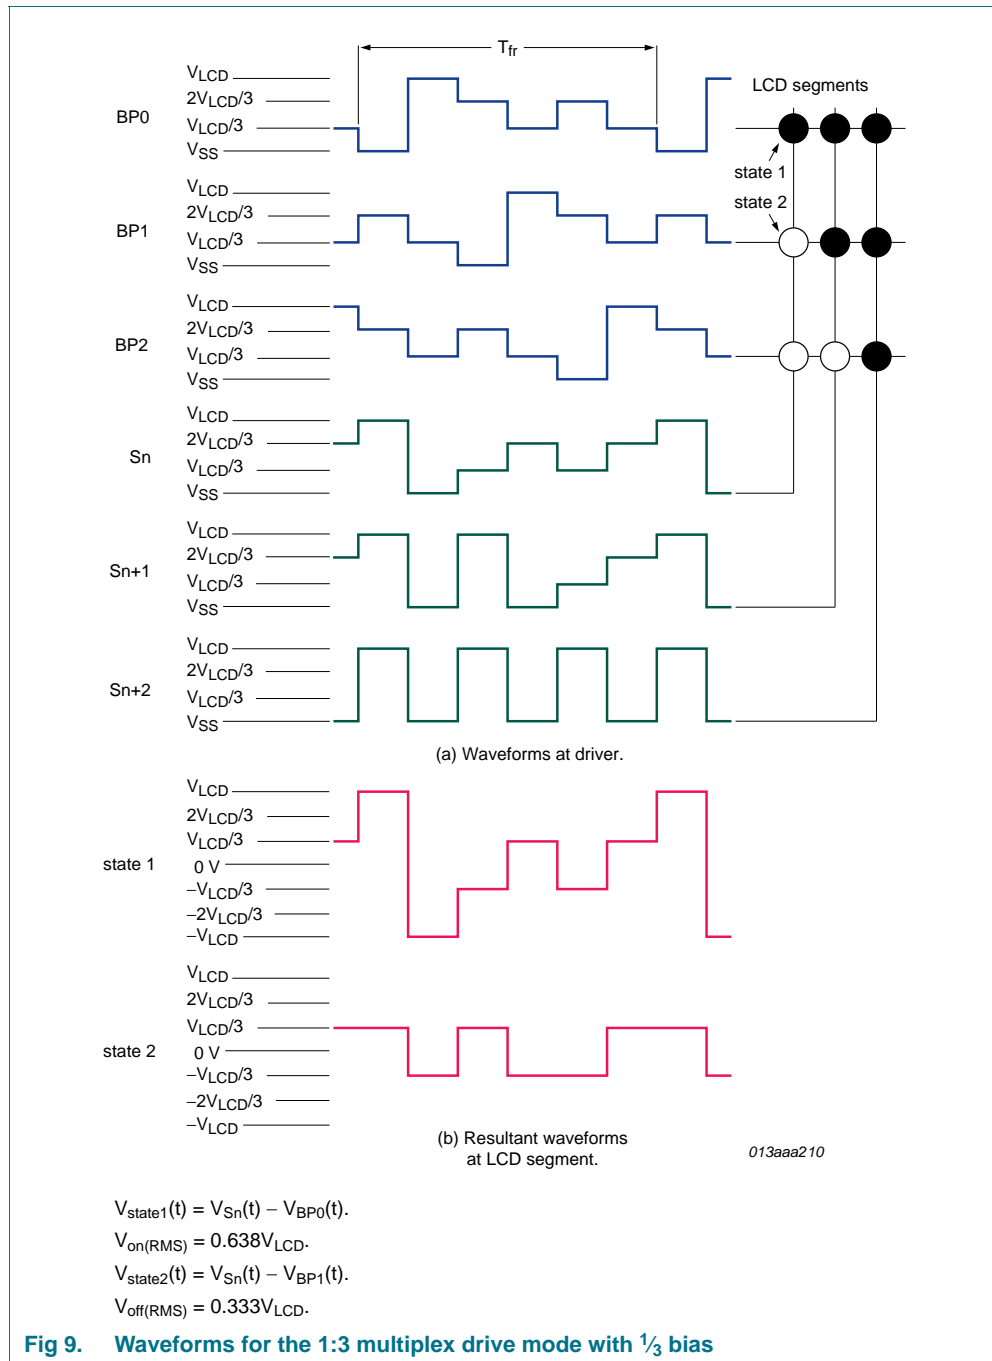 Tfr
VLCD
2VLCD/3
VLCD/3
VSS
BP0
LCD segments
state 1
state 2
VLCD
2VLCD/3
VLCD/3
VSS
BP1
VLCD
2VLCD/3
VLCD/3
VSS
BP2
VLCD
2VLCD/3
VLCD/3
VSS
Sn
VLCD
2VLCD/3
VLCD/3
VSS
Sn+1
VLCD
2VLCD/3
VLCD/3
VSS
Sn+2
(a) Waveforms at driver.
VLCD
2VLCD/3
VLCD/3
0 V
−VLCD/3
−2VLCD/3
−VLCD
state 1
VLCD
2VLCD/3
VLCD/3
0 V
−VLCD/3
−2VLCD/3
−VLCD
state 2
(b) Resultant waveforms
at LCD segment.
013aaa210
Vstate1(t) = VSn(t) − VBP0(t).
Von(RMS) = 0.638VLCD.
Vstate2(t) = VSn(t) − VBP1(t).
Voff(RMS) = 0.333VLCD.
Fig 9. Waveforms for the 1:3 multiplex drive mode with 1⁄3 bias